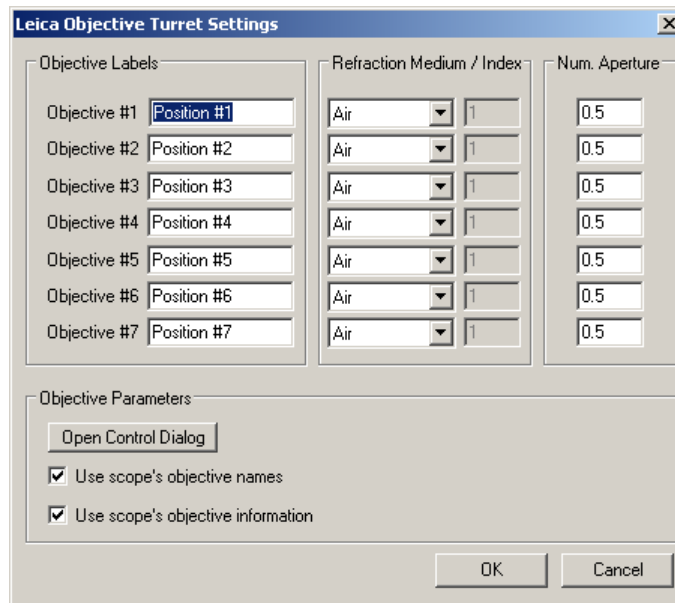 Leica Objective Turret Settings
Objective Labels Refraction Medium / Index Num. Aperture
Objective #1 Position #1 Air 1 0.5
Objective #2 Position #2 Air 1 0.5
Objective #3 Position #3 Air 1 0.5
Objective #4 Position #4 Air 1 0.5
Objective #5 Position #5 Air 1 0.5
Objective #6 Position #6 Air 1 0.5
Objective #7 Position #7 Air 1 0.5
Objective Parameters
Open Control Dialog
Use scope's objective names
Use scope's objective information
OK Cancel